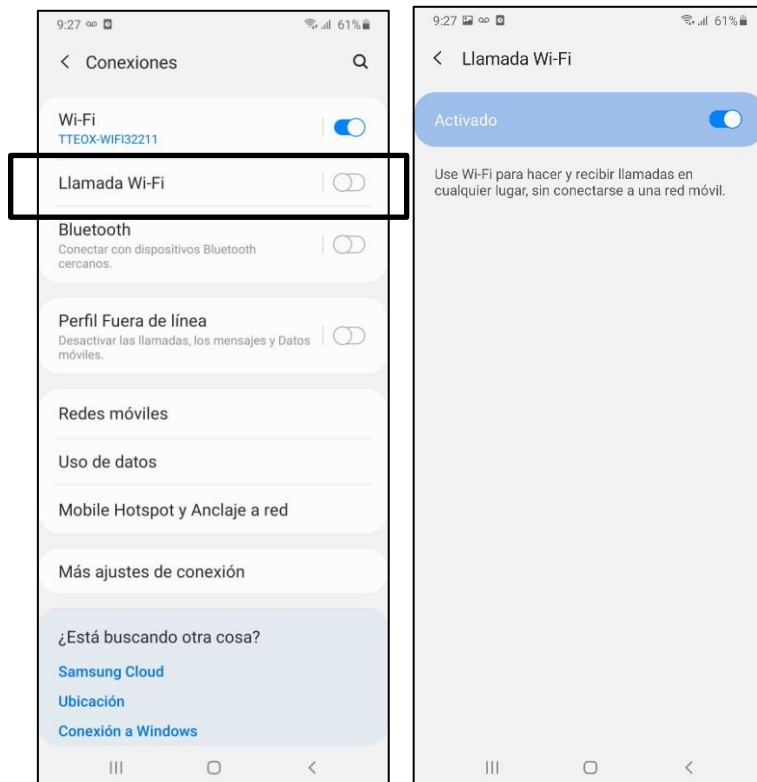 9:27 61%
Conexiones
Wi-Fi
TTEOX-WIFI32211
Llamada Wi-Fi
Bluetooth
Conectar con dispositivos Bluetooth
cercanos.
Perfil Fuera de línea
Desactivar las llamadas, los mensajes y Datos
móviles.
Redes móviles
Uso de datos
Mobile Hotspot y Anclaje a red
Más ajustes de conexión
¿Está buscando otra cosa?
Samsung Cloud
Ubicación
Conexión a Windows
9:27 61%
Llamada Wi-Fi
Activado
Use Wi-Fi para hacer y recibir llamadas en
cualquier lugar, sin conectarse a una red móvil.